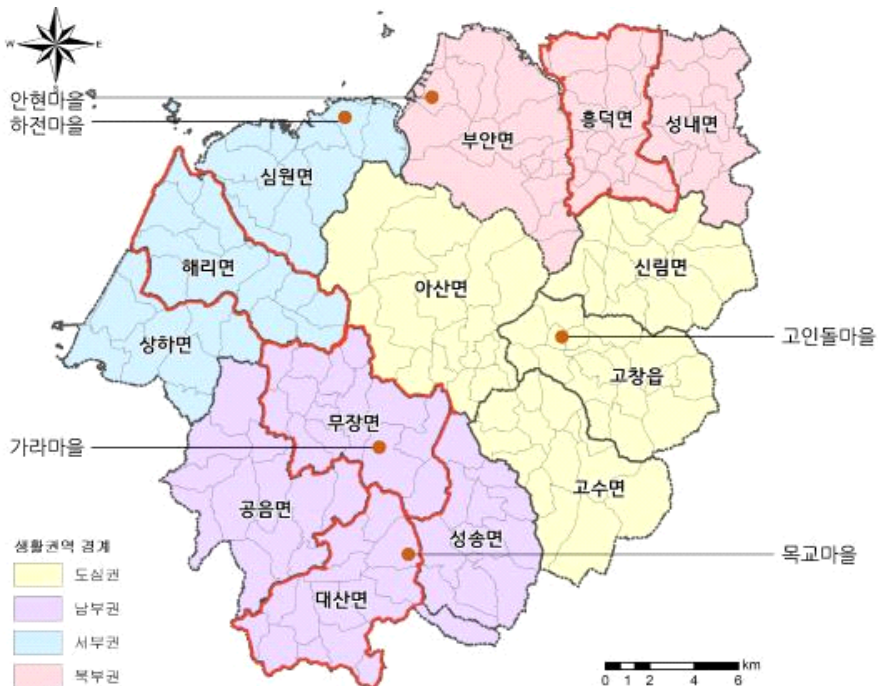 W E
안현마을
하전마을
부안면
흥덕면
성내면
심원면
해리면
아산면
신림면
상하면
고인돌마을
고창읍
무장면
가라마을
고수면
공음면
성송면
생활권역 경계
목교마을
도심권
대산면
남부권
서부권
북부권
km
0 1 2 4 6